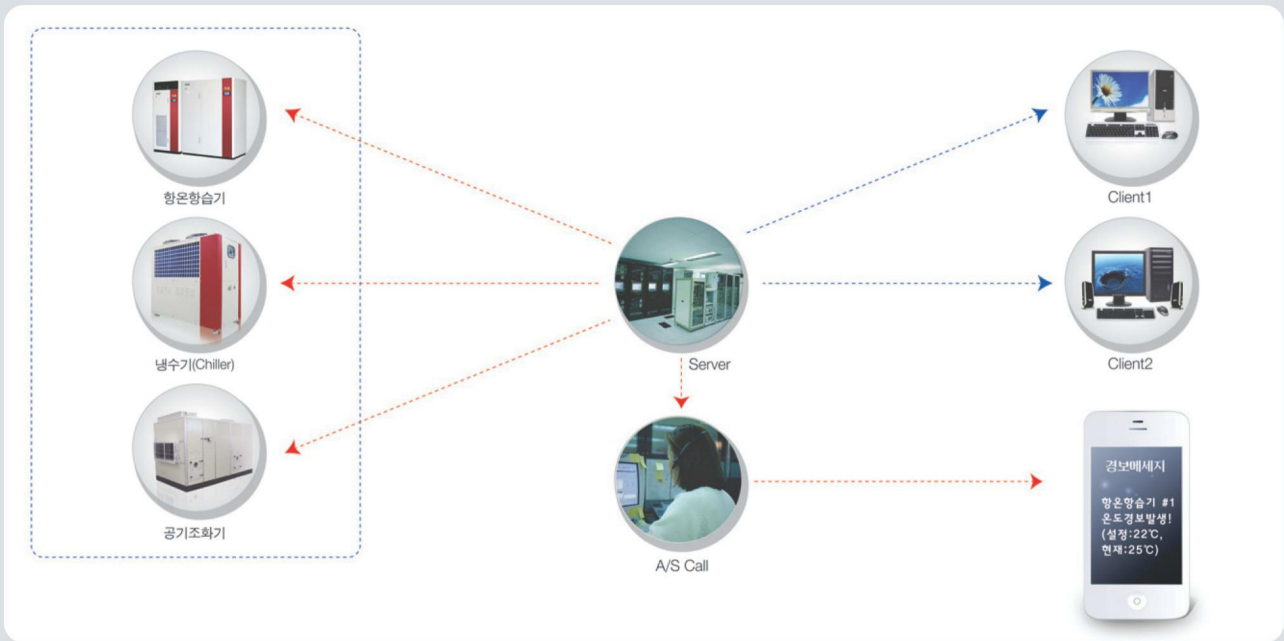 항온항습기
냉수기(Chiller)
공기조화기
Server
A/S Call
Client1
Client2
경보메세지
항온항습기 #1
온도경보발생!
(설정:22℃,
현재:25℃)